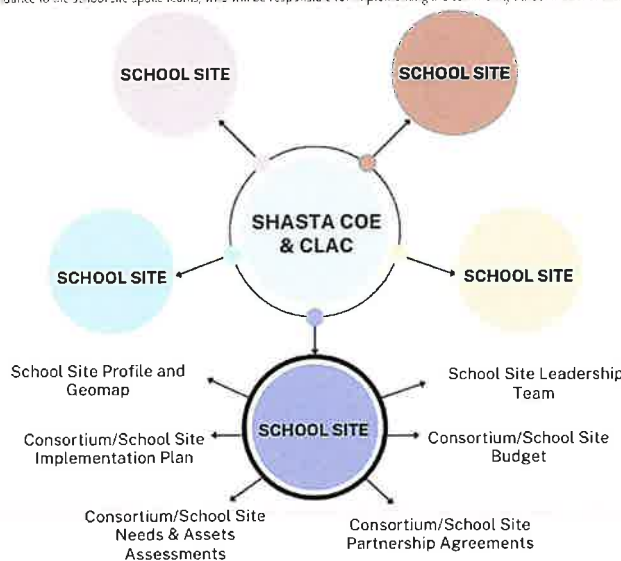 SCHOOL SITE
SCHOOL SITE
SHASTA COE
& CLAC
SCHOOL SITE
SCHOOL SITE
School Site Profile and
Geomap
School Site Leadership
Team
SCHOOL SITE
Consortium/School Site
Implementation Plan
Consortium/School Site
Budget
Consortium/School Site
Needs & Assets
Assessments
Consortium/School Site
Partnership Agreements